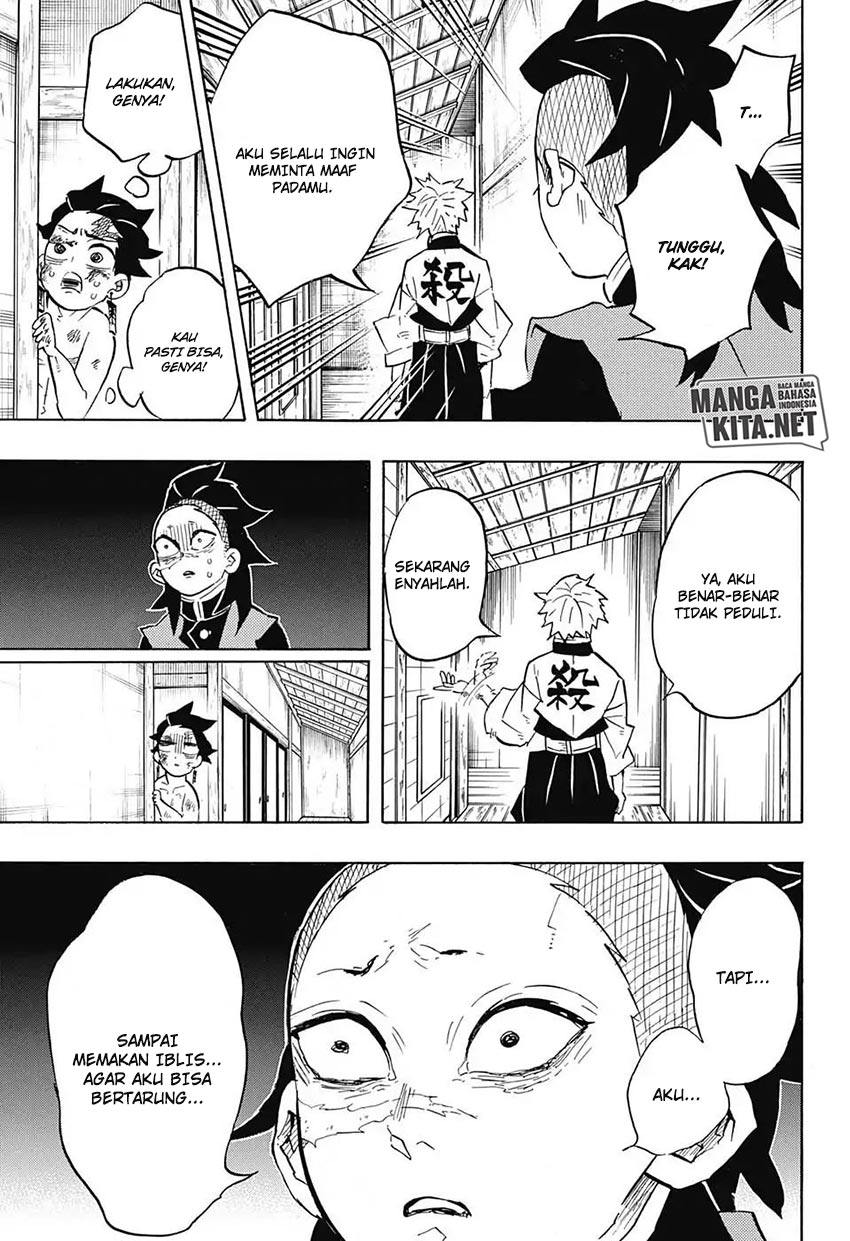 T...
TUNGGU,
KAK!
AKU SELALU INGIN
MEMINTA MAAF
PADAMU.
殺
LAKUKAN,
GENYA!
KAU
PASTI BISA,
GENYA!
MANGA
KITA.NET
BACA MANGA
BAHASA
INDONESIA
YA, AKU
BENAR-BENAR
TIDAK PEDULI.
SEKARANG
ENYAHLAH.
殺
TAPI...
AKU...
SAMPAI
MEMAKAN IBLIS...
AGAR AKU BISA
BERTARUNG...